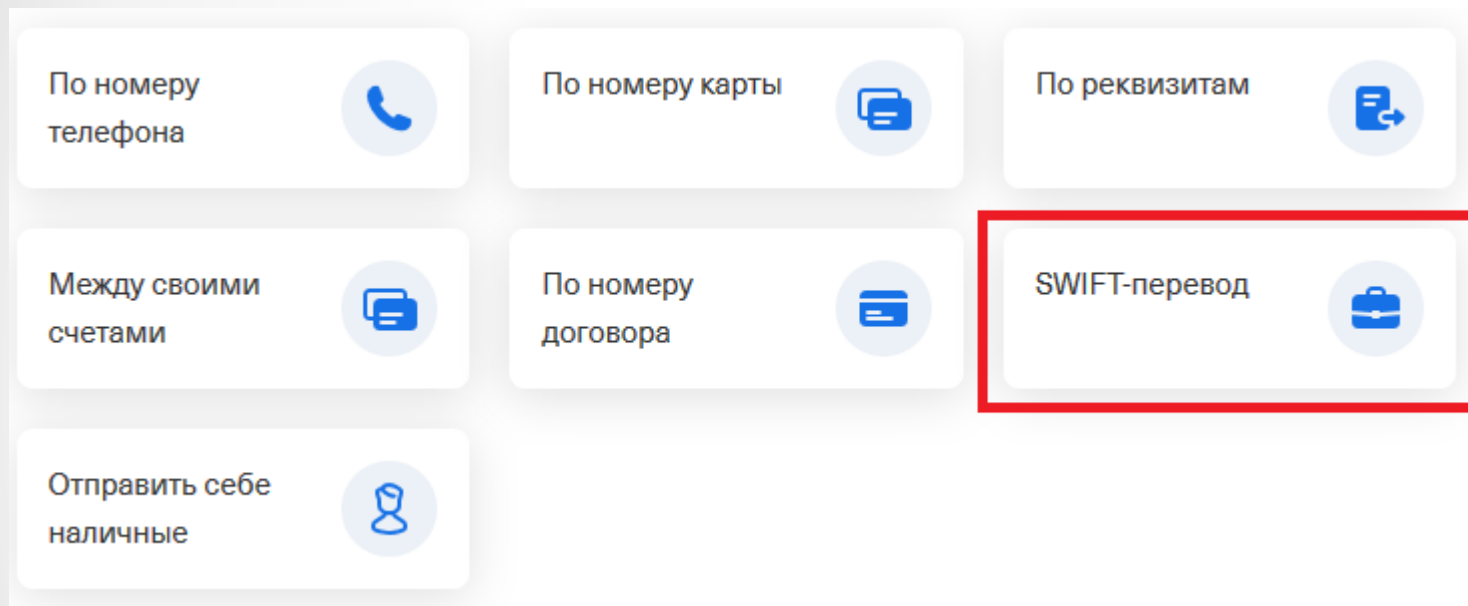 По номеру
телефона
По номеру карты
По реквизитам
Между своими
счетами
По номеру
договора
SWIFT-перевод
Отправить себе
наличные